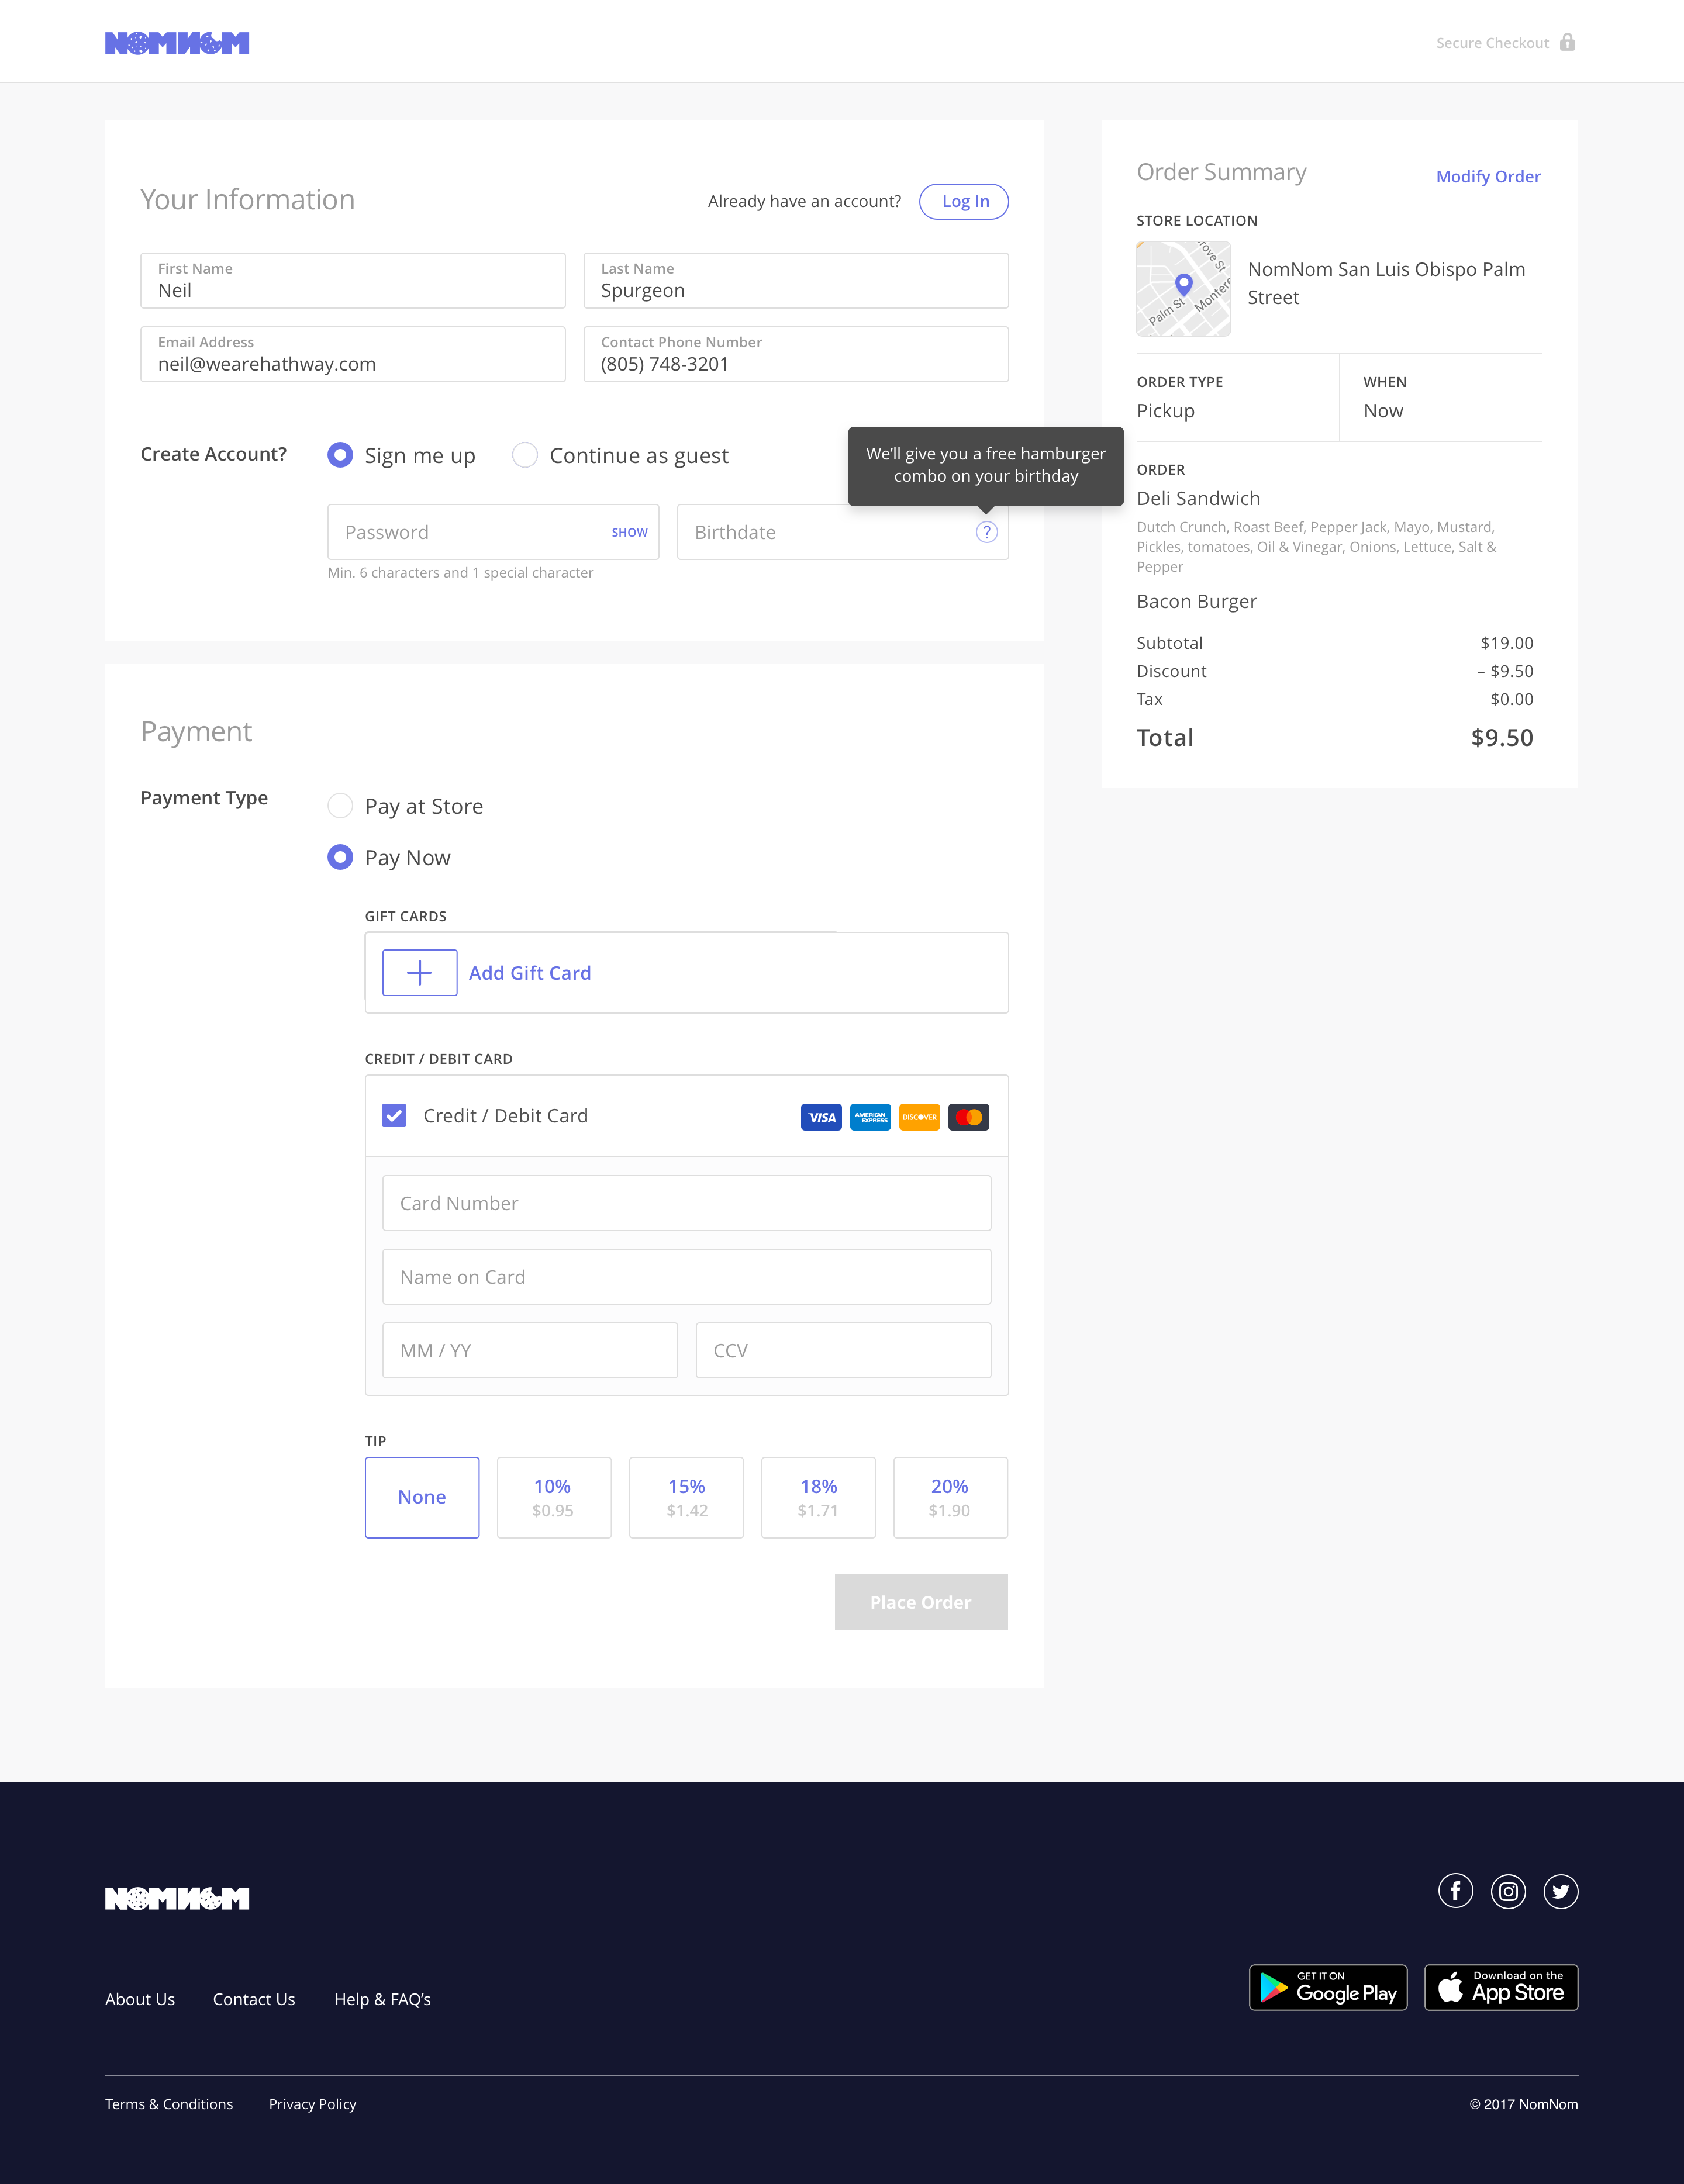 NOMNOM
Secure Checkout
Your Information
Already have an account?
Log In
First Name
Neil
Last Name
Spurgeon
Email Address
neil@wearehathway.com
Contact Phone Number
(805) 748-3201
Create Account?
Sign me up
Continue as guest
We'll give you a free hamburger
combo on your birthday
Password
SHOW
Birthdate
?
Min. 6 characters and 1 special character
Payment
Payment Type
Pay at Store
Pay Now
GIFT CARDS
Add Gift Card
CREDIT / DEBIT CARD
Credit / Debit Card
VISA
AMERICAN
EXPRESS
DISCOVER
Card Number
Name on Card
MM / YY
CCV
TIP
None
10%
$0.95
15%
$1.42
18%
$1.71
20%
$1.90
Place Order
Order Summary
Modify Order
STORE LOCATION
rove St
Monter
Palm St
NomNom San Luis Obispo Palm
Street
ORDER TYPE
Pickup
WHEN
Now
ORDER
Deli Sandwich
Dutch Crunch, Roast Beef, Pepper Jack, Mayo, Mustard,
Pickles, tomatoes, Oil & Vinegar, Onions, Lettuce, Salt &
Pepper
Bacon Burger
Subtotal $19.00
Discount – $9.50
Tax $0.00
Total $9.50
NOMNOM
About Us
Contact Us
Help & FAQ's
GET IT ON
Google Play
Download on the
App Store
Terms & Conditions
Privacy Policy
© 2017 NomNom